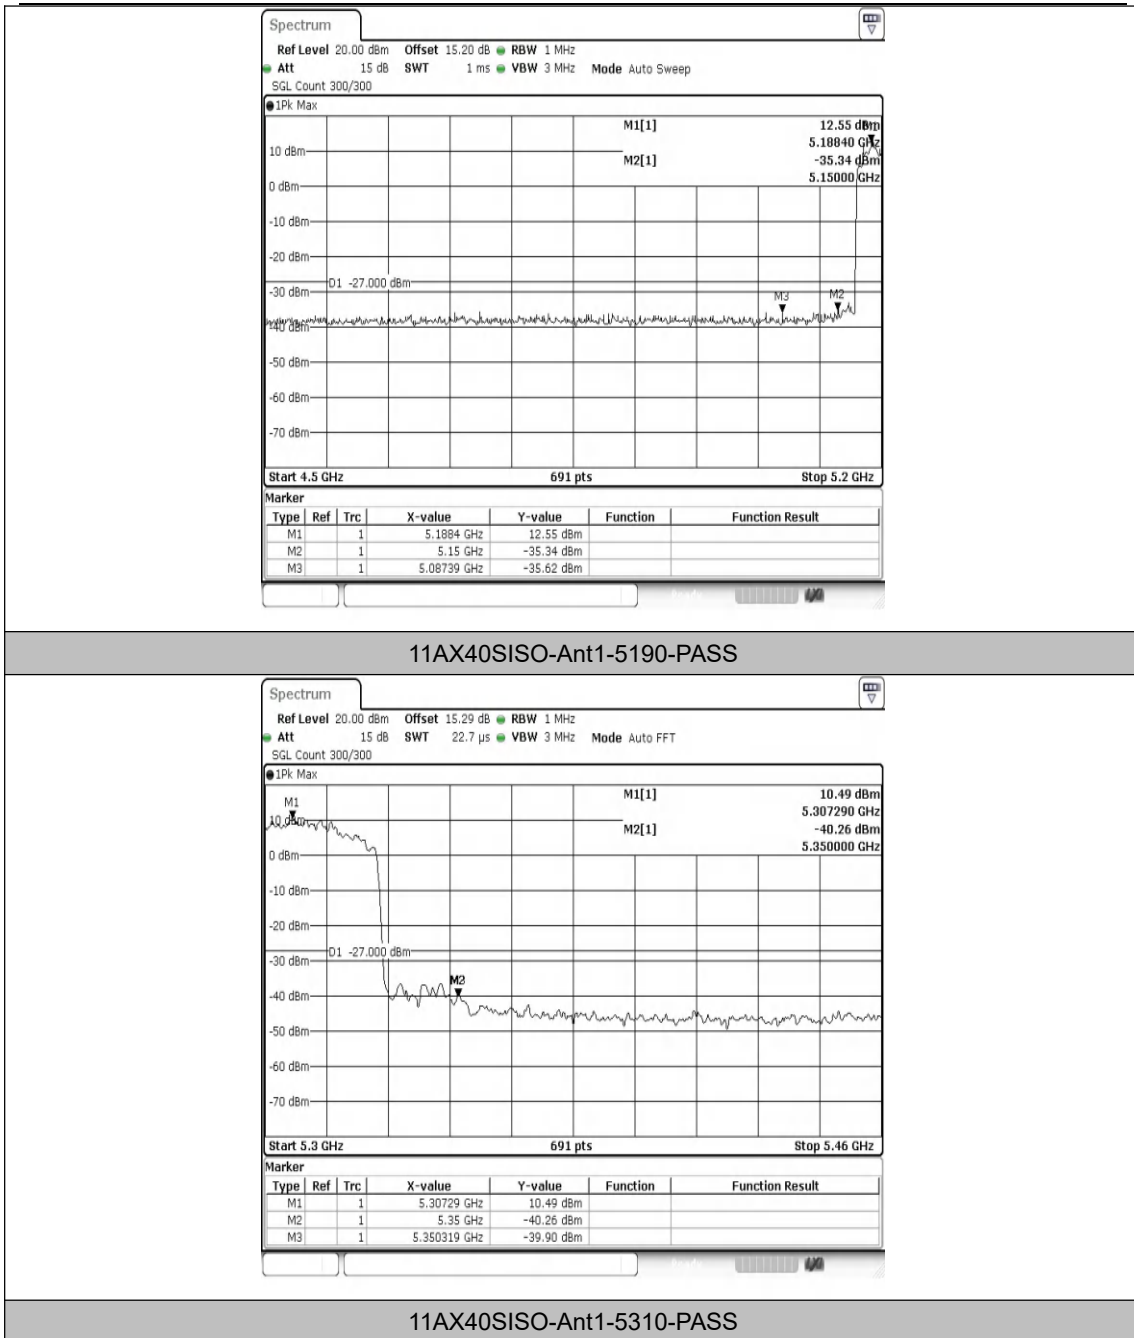 Spectrum
Ref Level 20.00 dBm Offset 15.20 dB RBW 1 MHz
Att 15 dB SWT 1 ms VBW 3 MHz Mode Auto Sweep
SGL Count 300/300
1Pk Max
M1[1] 12.55 dBm
5.18840 GHz
10 dBm
M2[1] -35.34 dBm
5.15000 GHz
0 dBm
-10 dBm
-20 dBm
D1 -27.000 dBm
-30 dBm
M3 M2
-40 dBm
-50 dBm
-60 dBm
-70 dBm
Start 4.5 GHz 691 pts Stop 5.2 GHz
Marker
Type Ref Trc X-value Y-value Function Function Result
M1 1 5.1884 GHz 12.55 dBm
M2 1 5.15 GHz -35.34 dBm
M3 1 5.08739 GHz -35.62 dBm
11AX40SISO-Ant1-5190-PASS
Spectrum
Ref Level 20.00 dBm Offset 15.29 dB RBW 1 MHz
Att 15 dB SWT 22.7 µs VBW 3 MHz Mode Auto FFT
SGL Count 300/300
1Pk Max
M1[1] 10.49 dBm
M1
5.307290 GHz
10 dBm
M2[1] -40.26 dBm
5.350000 GHz
0 dBm
-10 dBm
-20 dBm
D1 -27.000 dBm
-30 dBm
-40 dBm
-50 dBm
-60 dBm
-70 dBm
Start 5.3 GHz 691 pts Stop 5.46 GHz
Marker
Type Ref Trc X-value Y-value Function Function Result
M1 1 5.30729 GHz 10.49 dBm
M2 1 5.35 GHz -40.26 dBm
M3 1 5.350319 GHz -39.90 dBm
11AX40SISO-Ant1-5310-PASS